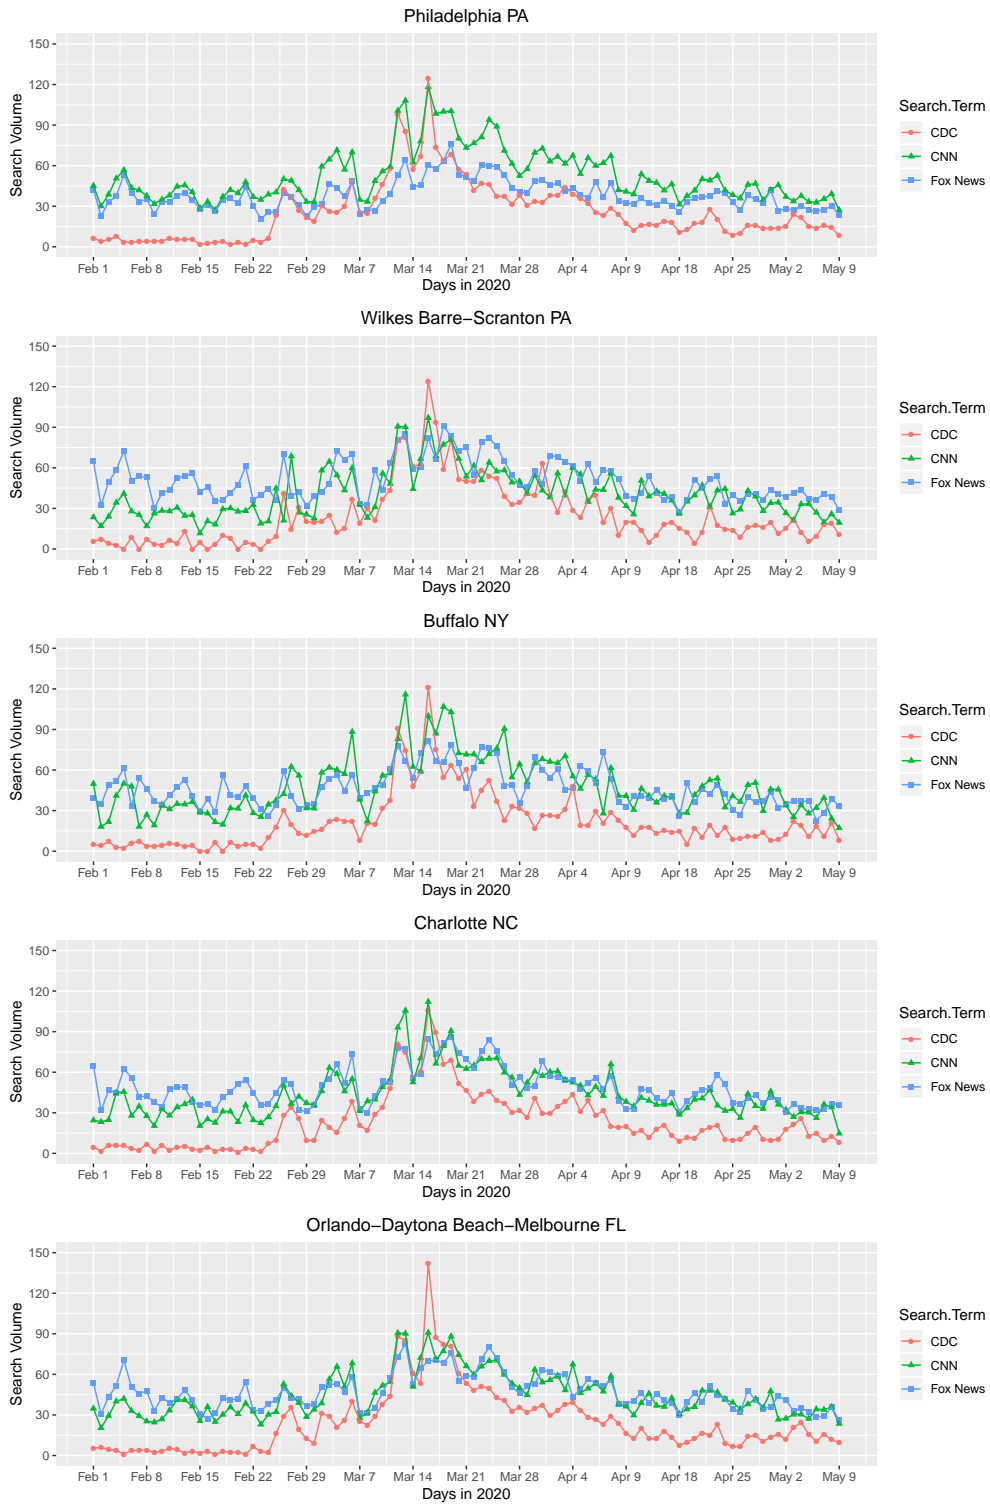 Philadelphia PA
150
120
90
60
30
0
Search Volume
Feb 1 Feb 8 Feb 15 Feb 22 Feb 29 Mar 7 Mar 14 Mar 21 Mar 28 Apr 4 Apr 9 Apr 18 Apr 25 May 2 May 9
Days in 2020
Search.Term
CDC
CNN
Fox News
Wilkes Barre−Scranton PA
150
120
90
60
30
0
Search Volume
Feb 1 Feb 8 Feb 15 Feb 22 Feb 29 Mar 7 Mar 14 Mar 21 Mar 28 Apr 4 Apr 9 Apr 18 Apr 25 May 2 May 9
Days in 2020
Search.Term
CDC
CNN
Fox News
Buffalo NY
150
120
90
60
30
0
Search Volume
Feb 1 Feb 8 Feb 15 Feb 22 Feb 29 Mar 7 Mar 14 Mar 21 Mar 28 Apr 4 Apr 9 Apr 18 Apr 25 May 2 May 9
Days in 2020
Search.Term
CDC
CNN
Fox News
Charlotte NC
150
120
90
60
30
0
Search Volume
Feb 1 Feb 8 Feb 15 Feb 22 Feb 29 Mar 7 Mar 14 Mar 21 Mar 28 Apr 4 Apr 9 Apr 18 Apr 25 May 2 May 9
Days in 2020
Search.Term
CDC
CNN
Fox News
Orlando−Daytona Beach−Melbourne FL
150
120
90
60
30
0
Search Volume
Feb 1 Feb 8 Feb 15 Feb 22 Feb 29 Mar 7 Mar 14 Mar 21 Mar 28 Apr 4 Apr 9 Apr 18 Apr 25 May 2 May 9
Days in 2020
Search.Term
CDC
CNN
Fox News